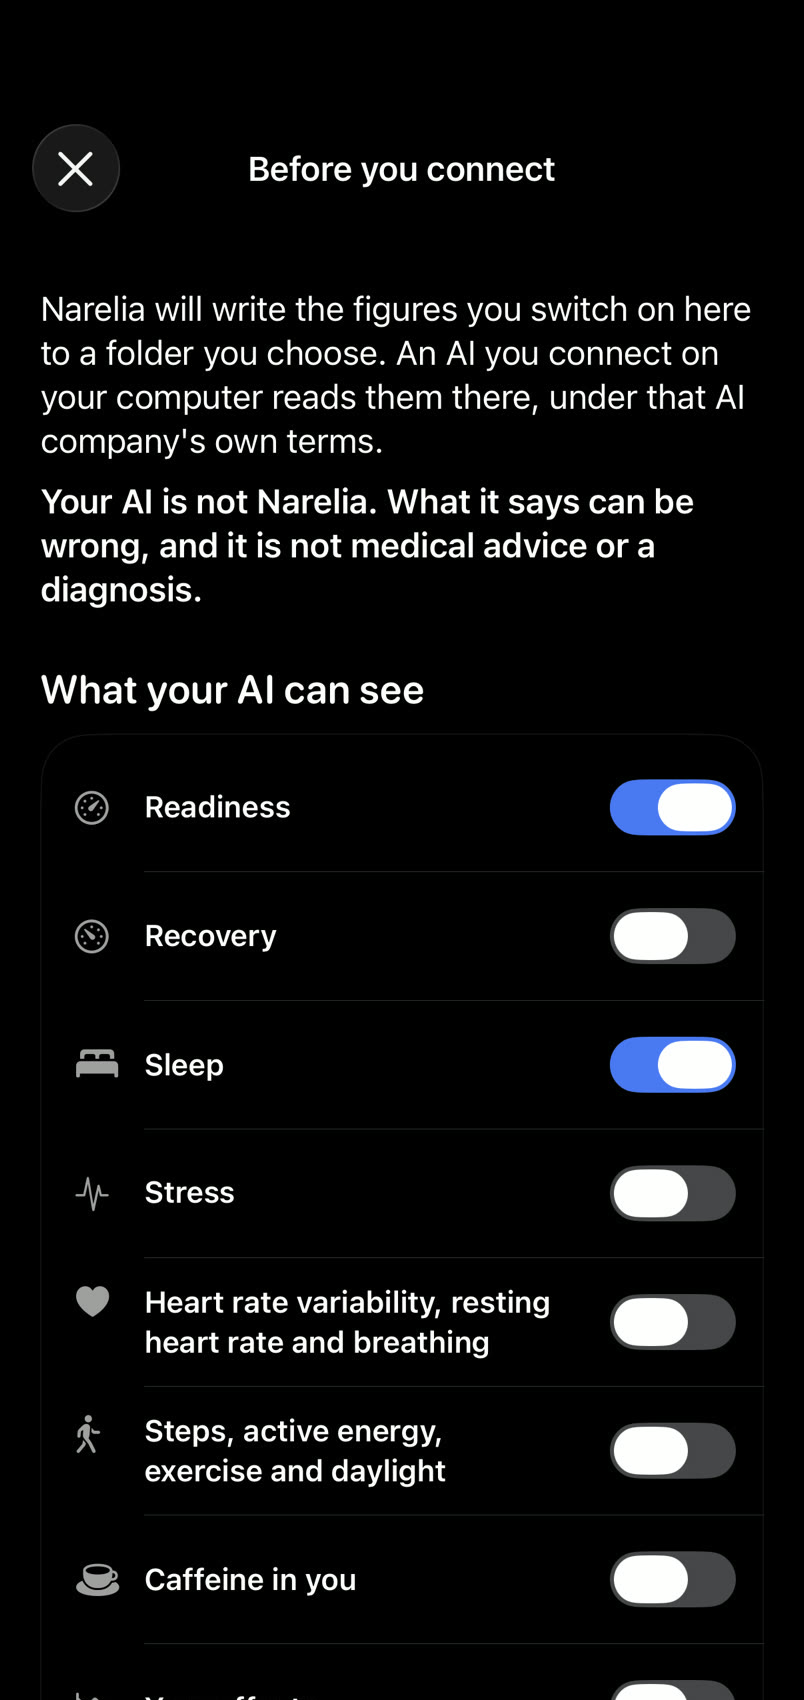 Before you connect
Narelia will write the figures you switch on here
to a folder you choose. An AI you connect on
your computer reads them there, under that AI
company's own terms.
Your AI is not Narelia. What it says can be
wrong, and it is not medical advice or a
diagnosis.
What your AI can see
Readiness
Recovery
Sleep
Stress
Heart rate variability, resting
heart rate and breathing
Steps, active energy,
exercise and daylight
Caffeine in you